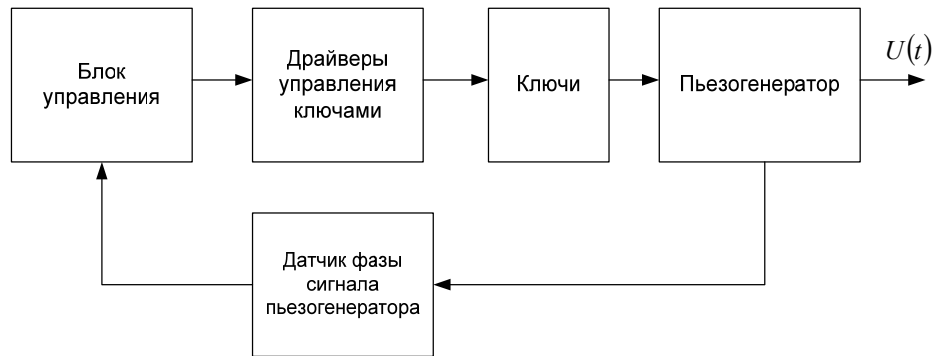 Блок
управления
Драйверы
управления
ключами
Ключи
Пьезогенератор
U(t)
Датчик фазы
сигнала
пьезогенератора